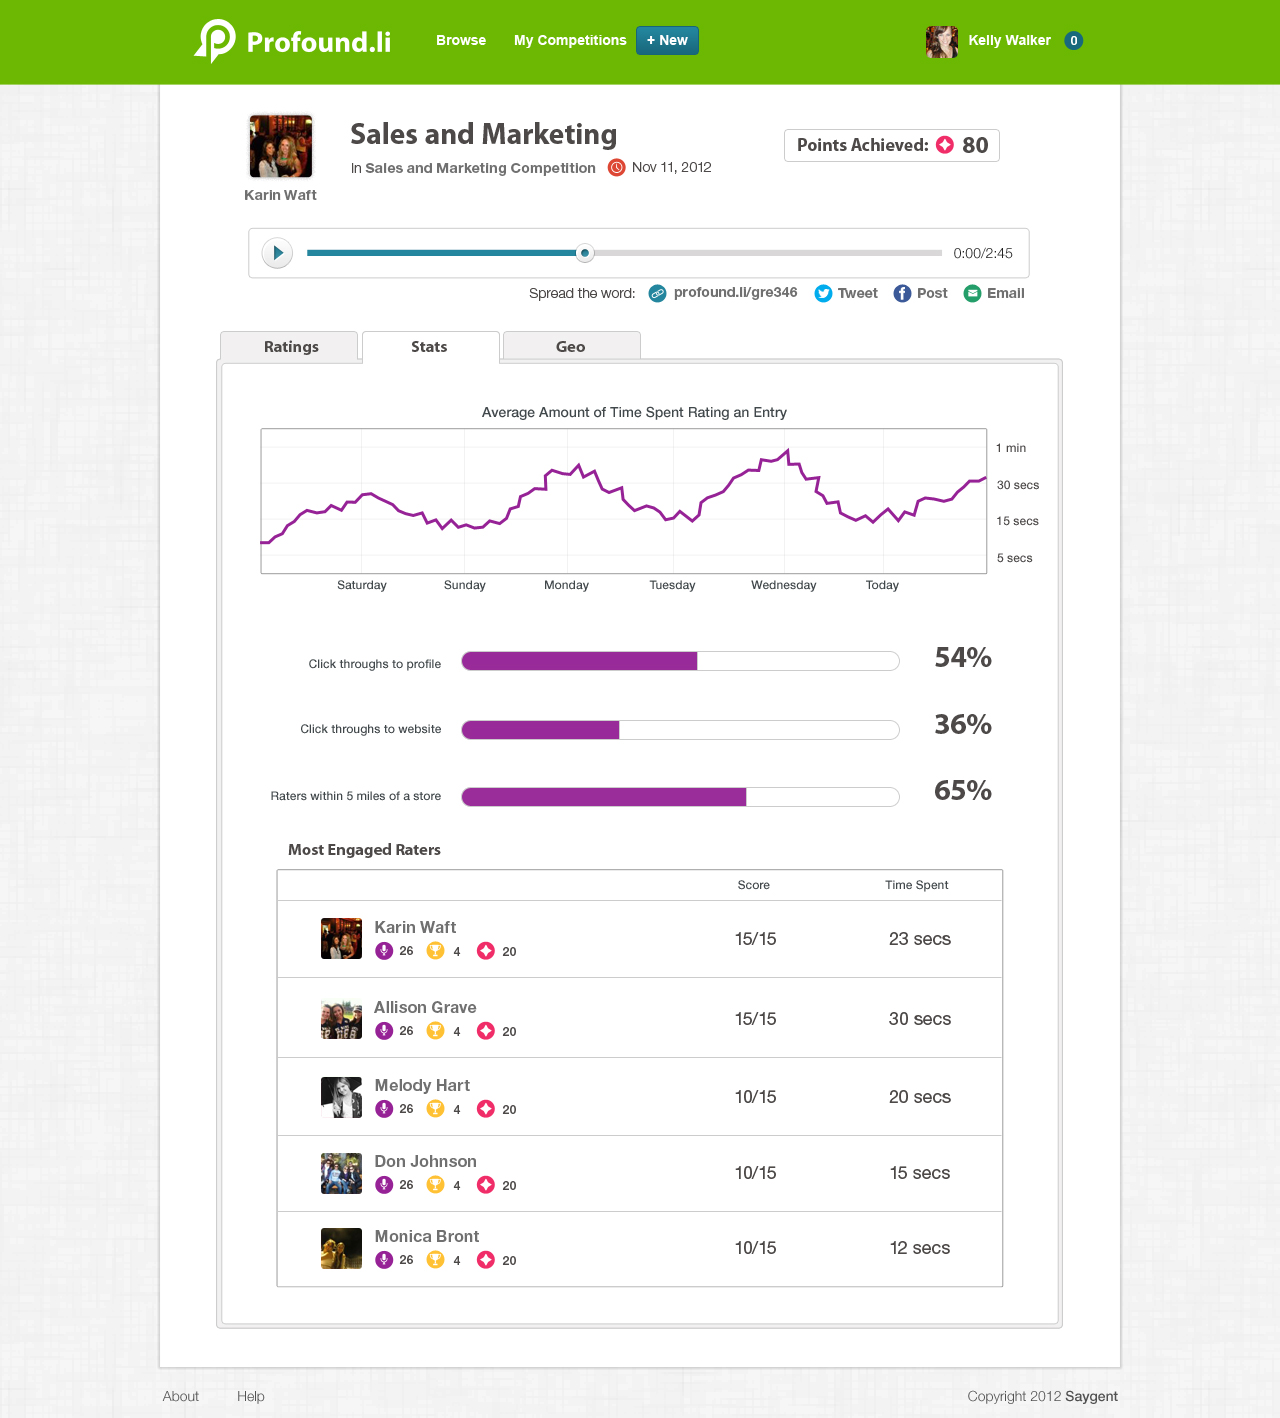 Profound.li Browse My Competitions + New Kelly Walker 0
Sales and Marketing
Points Achieved: 80
In Sales and Marketing Competition Nov 11, 2012
Karin Waft
0:00/2:45
Spread the word: profound.li/gre346 Tweet Post Email
Ratings Stats Geo
Average Amount of Time Spent Rating an Entry
1 min
30 secs
15 secs
5 secs
Saturday Sunday Monday Tuesday Wednesday Today
Click throughs to profile 54%
Click throughs to website 36%
Raters within 5 miles of a store 65%
Most Engaged Raters
Score Time Spent
Karin Waft
26 4 20
15/15 23 secs
Allison Grave
26 4 20
15/15 30 secs
Melody Hart
26 4 20
10/15 20 secs
Don Johnson
26 4 20
10/15 15 secs
Monica Bront
26 4 20
10/15 12 secs
About Help Copyright 2012 Saygent